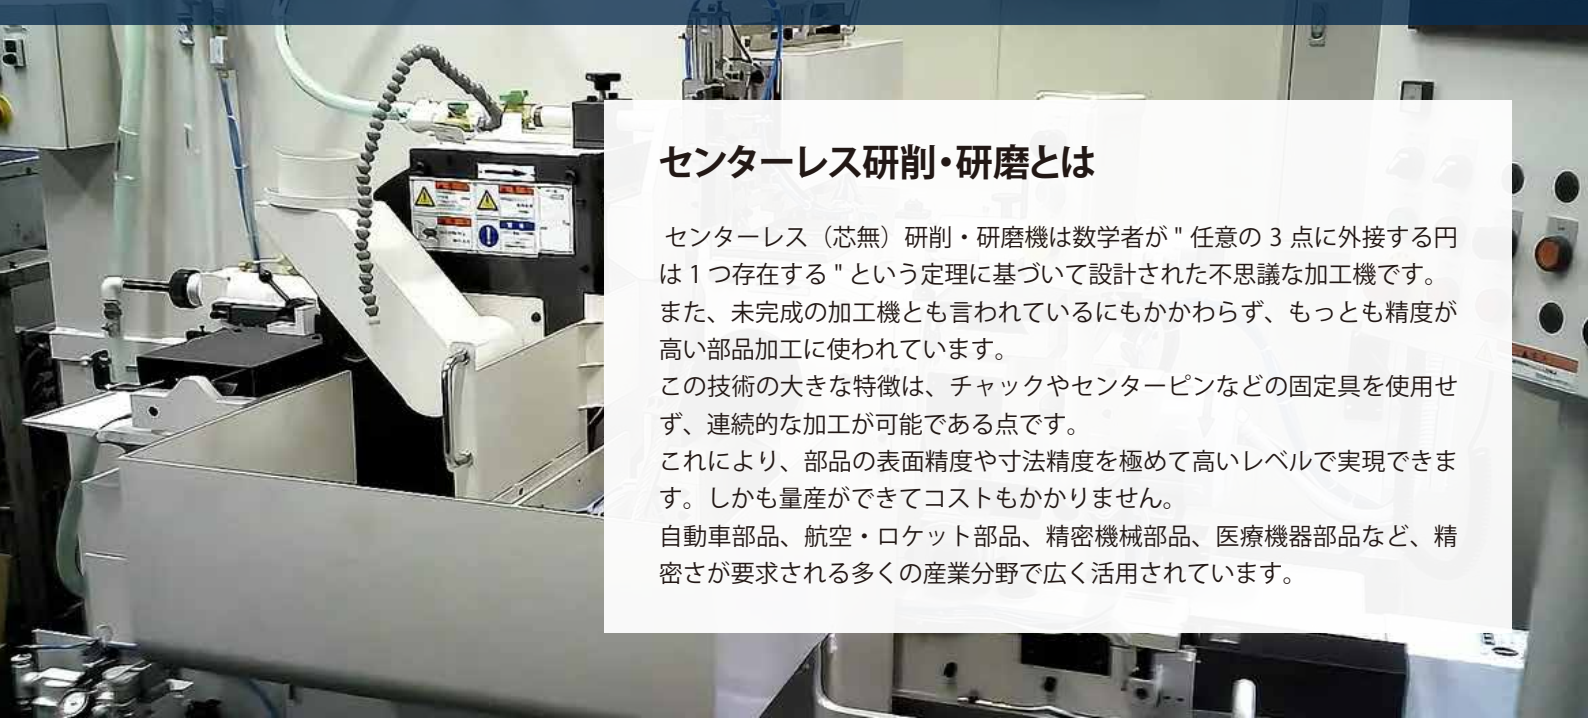 センターレス研削・研磨とは
センターレス（芯無）研削・研磨機は数学者が " 任意の 3 点に外接する円
は 1 つ存在する " という定理に基づいて設計された不思議な加工機です。
また、未完成の加工機とも言われているにもかかわらず、もっとも精度が
高い部品加工に使われています。
この技術の大きな特徴は、チャックやセンターピンなどの固定具を使用せ
ず、連続的な加工が可能である点です。
これにより、部品の表面精度や寸法精度を極めて高いレベルで実現できま
す。しかも量産ができてコストもかかりません。
自動車部品、航空・ロケット部品、精密機械部品、医療機器部品など、精
密さが要求される多くの産業分野で広く活用されています。